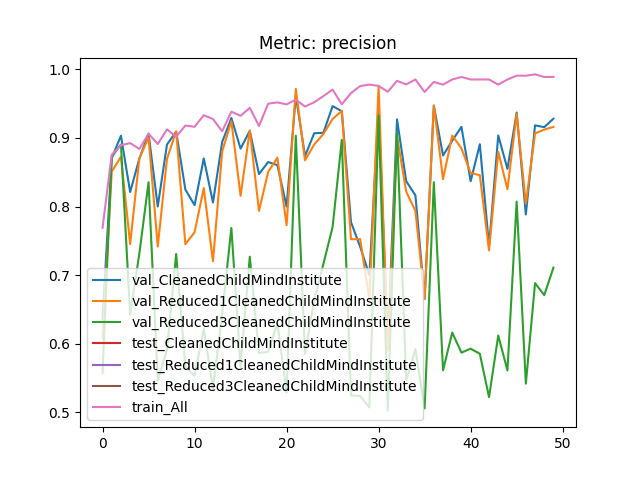 Metric: precision
1.0
0.9
0.8
0.7
0.6
0.5
val_CleanedChildMindInstitute
val_Reduced1CleanedChildMindInstitute
val_Reduced3CleanedChildMindInstitute
test_CleanedChildMindInstitute
test_Reduced1CleanedChildMindInstitute
test_Reduced3CleanedChildMindInstitute
train_All
0 10 20 30 40 50